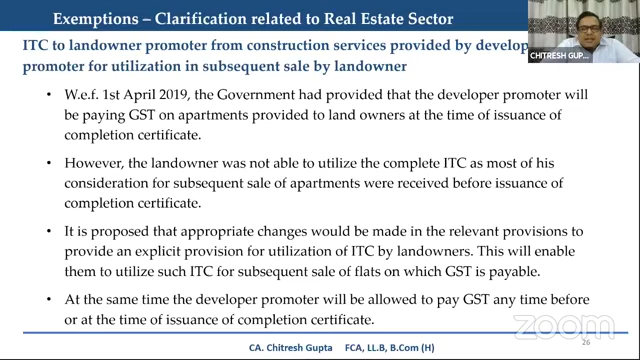 Exemptions – Clarification related to Real Estate Sector
ITC to landowner promoter from construction services provided by
promoter for utilization in subsequent sale by landowner
CHITRESH GUP...
• W.e.f. 1st April 2019, the Government had provided that the developer promoter will
be paying GST on apartments provided to land owners at the time of issuance of
completion certificate.
• However, the landowner was not able to utilize the complete ITC as most of his
consideration for subsequent sale of apartments were received before issuance of
completion certificate.
• It is proposed that appropriate changes would be made in the relevant provisions to
provide an explicit provision for utilization of ITC by landowners. This will enable
them to utilize such ITC for subsequent sale of flats on which GST is payable.
• At the same time the developer promoter will be allowed to pay GST any time before
or at the time of issuance of completion certificate.
zoom
26
CA. Chitresh Gupta FCA, LL.B, B.Com (H)